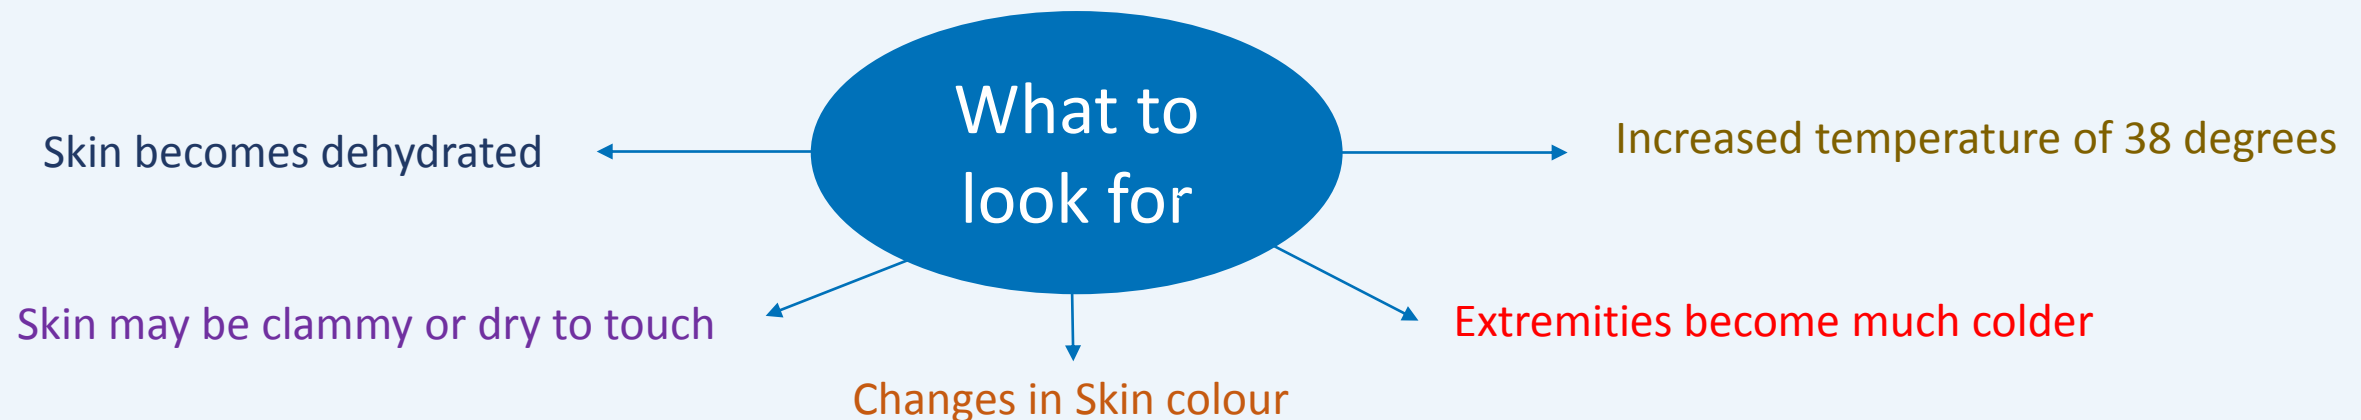 What to
look for
Skin becomes dehydrated
Increased temperature of 38 degrees
Skin may be clammy or dry to touch
Extremities become much colder
Changes in Skin colour